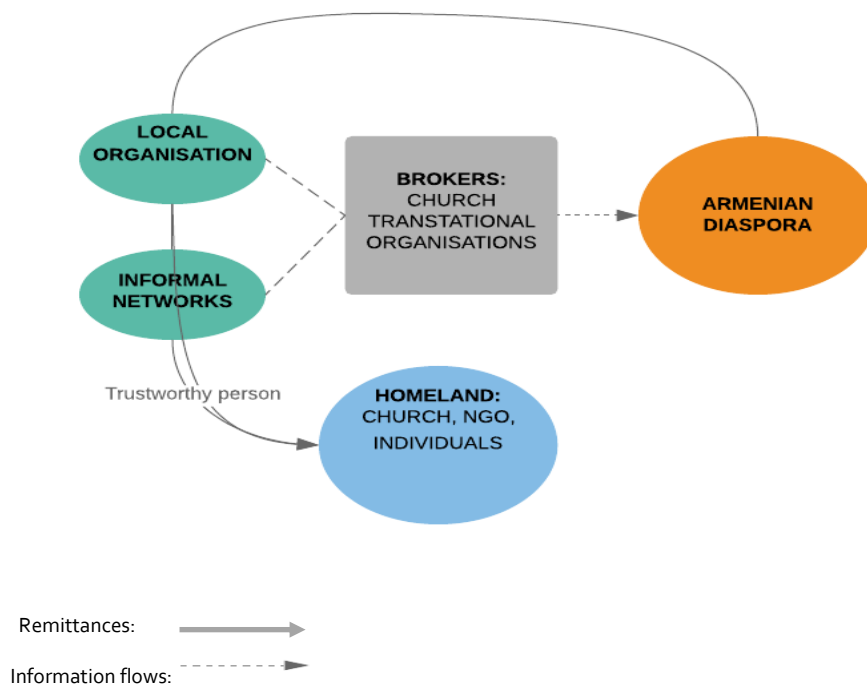 LOCAL
ORGANISATION
BROKERS:
CHURCH
TRANSTATIONAL
ORGANISATIONS
ARMENIAN
DIASPORA
INFORMAL
NETWORKS
Trustworthy person
HOMELAND:
CHURCH, NGO,
INDIVIDUALS
Remittances:
Information flows: